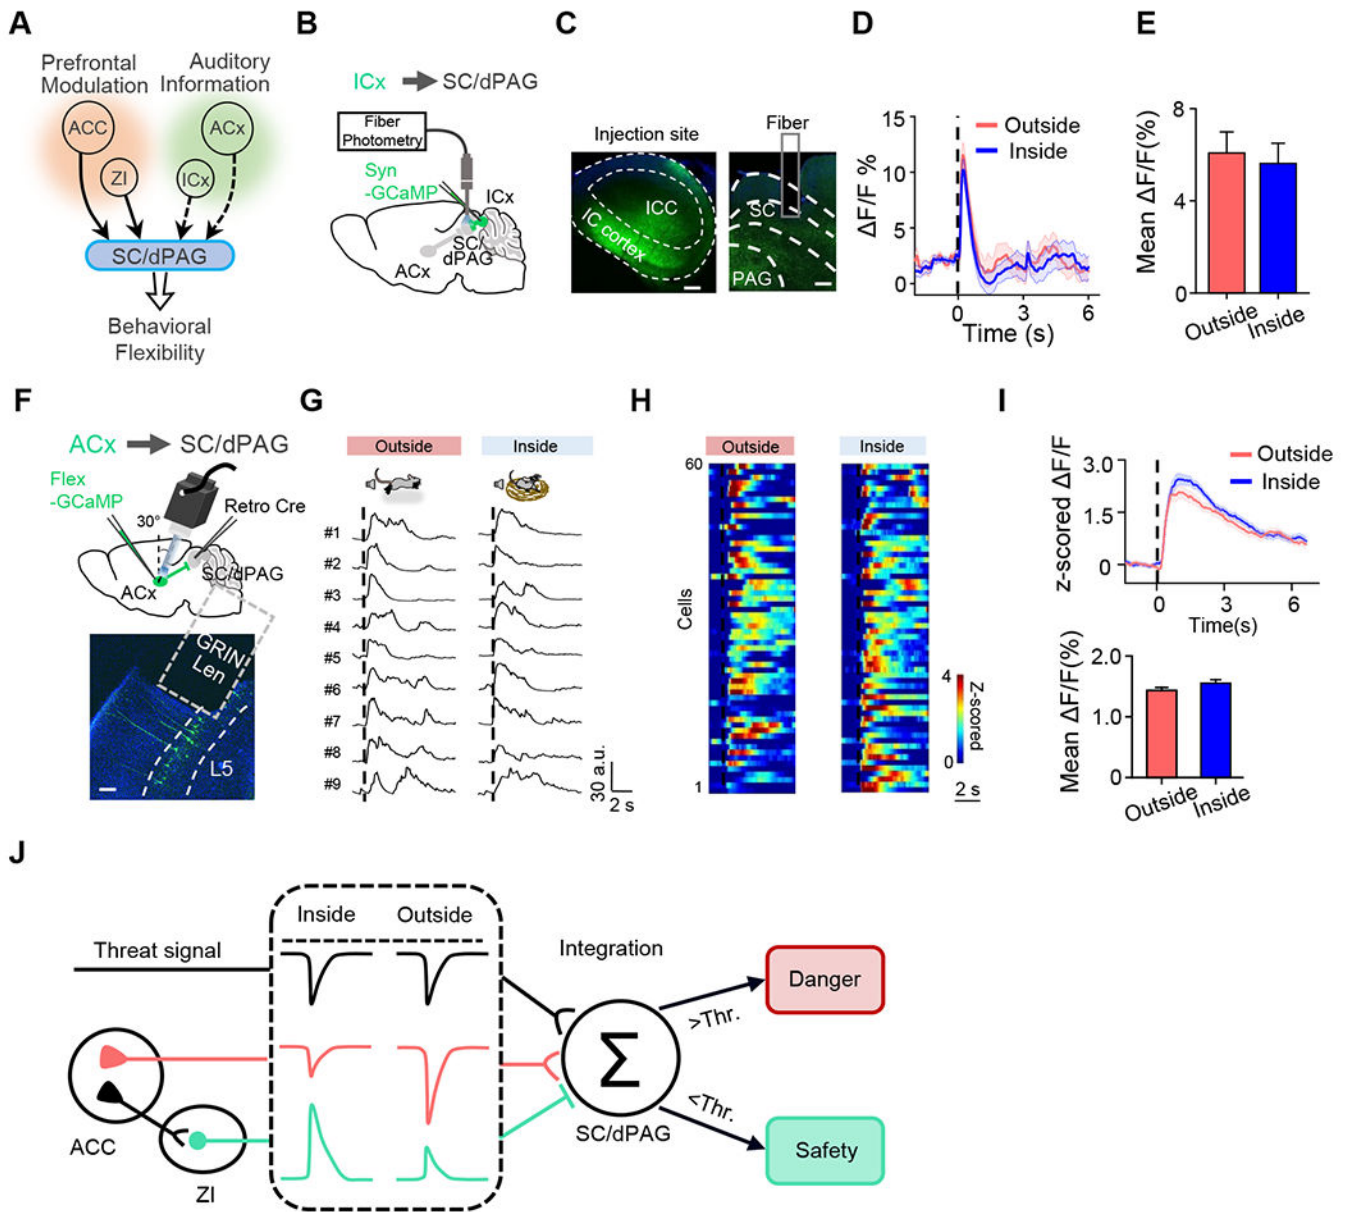 A
Prefrontal
Modulation
Auditory
Information
ACC
ACx
ZI
ICx
SC/dPAG
Behavioral
Flexibility
B
ICx SC/dPAG
Fiber
Photometry
Syn
-GCaMP
ICx
SC/
dPAG
ACx
C
Injection site
Fiber
ICC
IC cortex
SC
PAG
D
15
10
5
0
ΔF/F %
Outside
Inside
0 3 6
Time (s)
E
8
4
0
Mean ΔF/F(%)
Outside
Inside
F
ACx SC/dPAG
Flex
-GCaMP
30°
Retro Cre
SC/dPAG
ACx
GRIN
Len
L5
G
Outside Inside
#1
#2
#3
#4
#5
#6
#7
#8
#9
30 a.u.
2 s
H
Outside Inside
60
Cells
1
4
0
Z-scored
2 s
I
3.0
1.5
0
z-scored ΔF/F
Outside
Inside
0 3 6
Time(s)
2.0
1.0
0
Mean ΔF/F(%)
Outside
Inside
J
Inside Outside
Threat signal
Integration
Danger
>Thr.
Σ
<Thr.
SC/dPAG
Safety
ACC
ZI